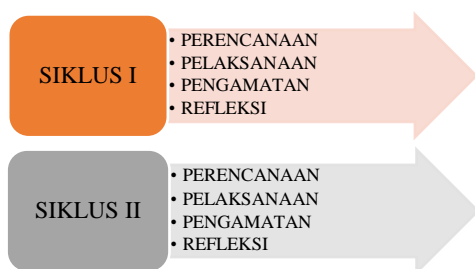 SIKLUS I
• PERENCANAAN
• PELAKSANAAN
• PENGAMATAN
• REFLEKSI
SIKLUS II
• PERENCANAAN
• PELAKSANAAN
• PENGAMATAN
• REFLEKSI